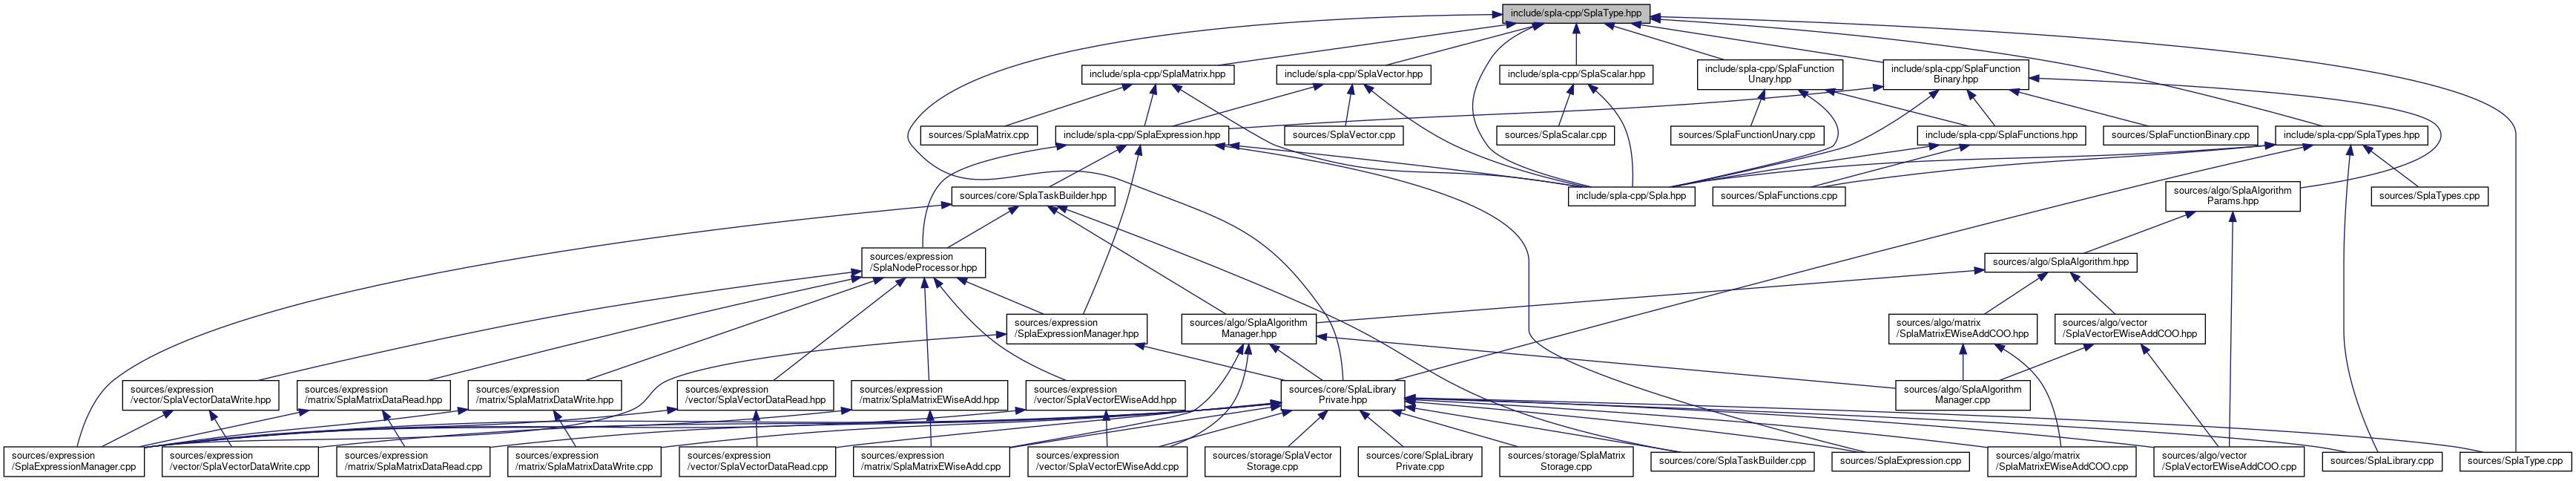 include/spla-cpp/SplaType.hpp
include/spla-cpp/SplaMatrix.hpp
include/spla-cpp/SplaVector.hpp
include/spla-cpp/SplaScalar.hpp
include/spla-cpp/SplaFunction
Unary.hpp
include/spla-cpp/SplaFunction
Binary.hpp
sources/SplaMatrix.cpp
include/spla-cpp/SplaExpression.hpp
sources/SplaVector.cpp
sources/SplaScalar.cpp
sources/SplaFunctionUnary.cpp
include/spla-cpp/SplaFunctions.hpp
sources/SplaFunctionBinary.cpp
include/spla-cpp/SplaTypes.hpp
sources/core/SplaTaskBuilder.hpp
include/spla-cpp/Spla.hpp
sources/SplaFunctions.cpp
sources/algo/SplaAlgorithm
Params.hpp
sources/SplaTypes.cpp
sources/expression
/SplaNodeProcessor.hpp
sources/algo/SplaAlgorithm.hpp
sources/expression
/SplaExpressionManager.hpp
sources/algo/SplaAlgorithm
Manager.hpp
sources/algo/matrix
/SplaMatrixEWiseAddCOO.hpp
sources/algo/vector
/SplaVectorEWiseAddCOO.hpp
sources/expression
/vector/SplaVectorDataWrite.hpp
sources/expression
/matrix/SplaMatrixDataRead.hpp
sources/expression
/matrix/SplaMatrixDataWrite.hpp
sources/expression
/vector/SplaVectorDataRead.hpp
sources/expression
/matrix/SplaMatrixEWiseAdd.hpp
sources/expression
/vector/SplaVectorEWiseAdd.hpp
sources/core/SplaLibrary
Private.hpp
sources/algo/SplaAlgorithm
Manager.cpp
sources/expression
/SplaExpressionManager.cpp
sources/expression
/vector/SplaVectorDataWrite.cpp
sources/expression
/matrix/SplaMatrixDataRead.cpp
sources/expression
/matrix/SplaMatrixDataWrite.cpp
sources/expression
/vector/SplaVectorDataRead.cpp
sources/expression
/matrix/SplaMatrixEWiseAdd.cpp
sources/expression
/vector/SplaVectorEWiseAdd.cpp
sources/storage/SplaVector
Storage.cpp
sources/core/SplaLibrary
Private.cpp
sources/storage/SplaMatrix
Storage.cpp
sources/core/SplaTaskBuilder.cpp
sources/SplaExpression.cpp
sources/algo/matrix
/SplaMatrixEWiseAddCOO.cpp
sources/algo/vector
/SplaVectorEWiseAddCOO.cpp
sources/SplaLibrary.cpp
sources/SplaType.cpp